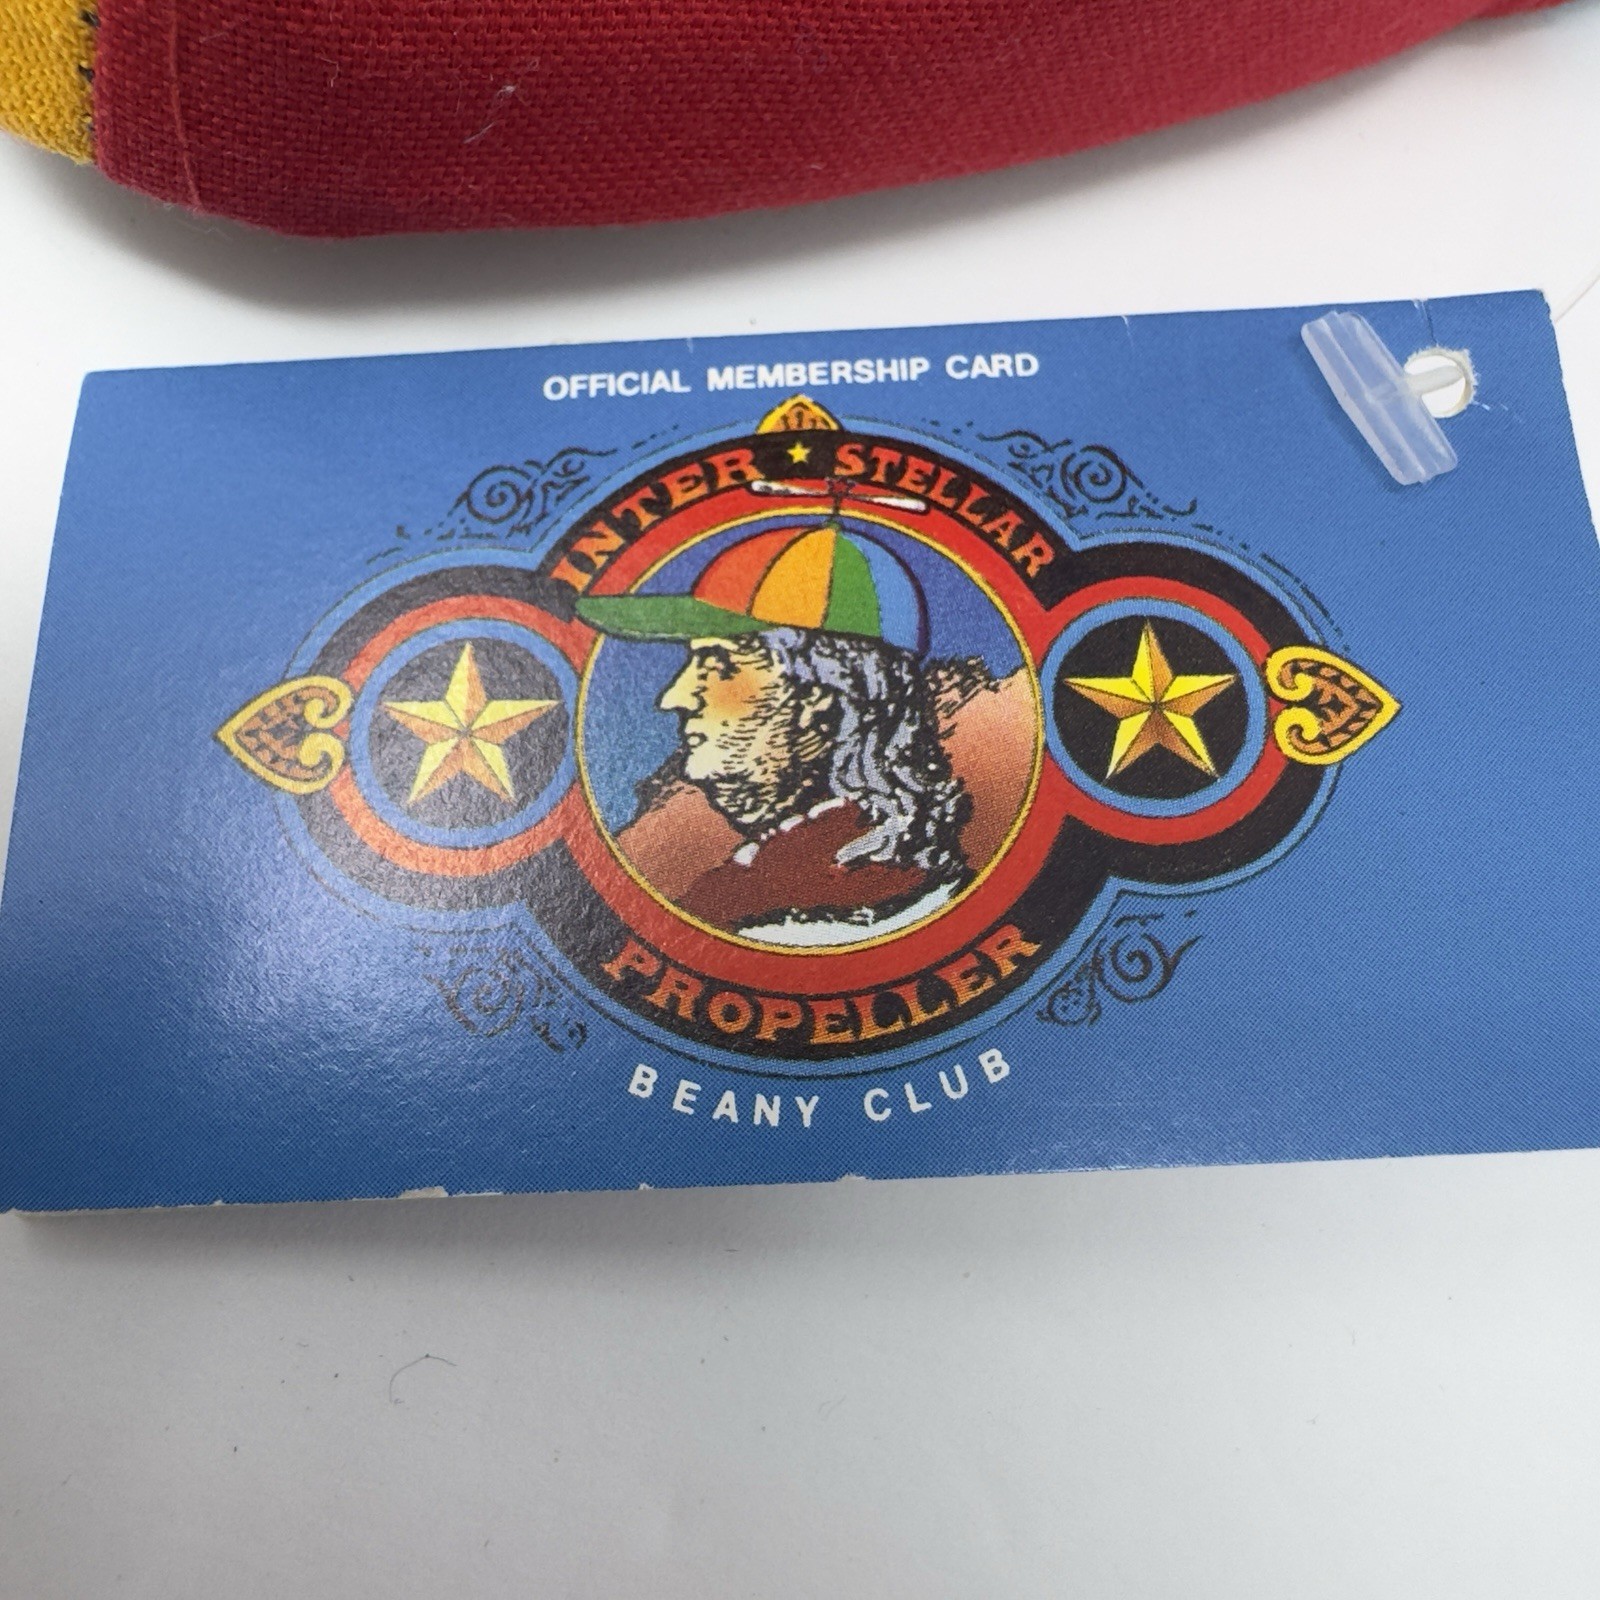 OFFICIAL MEMBERSHIP CARD
INTER ★ STELLAR
PROPELLER
BEANY CLUB